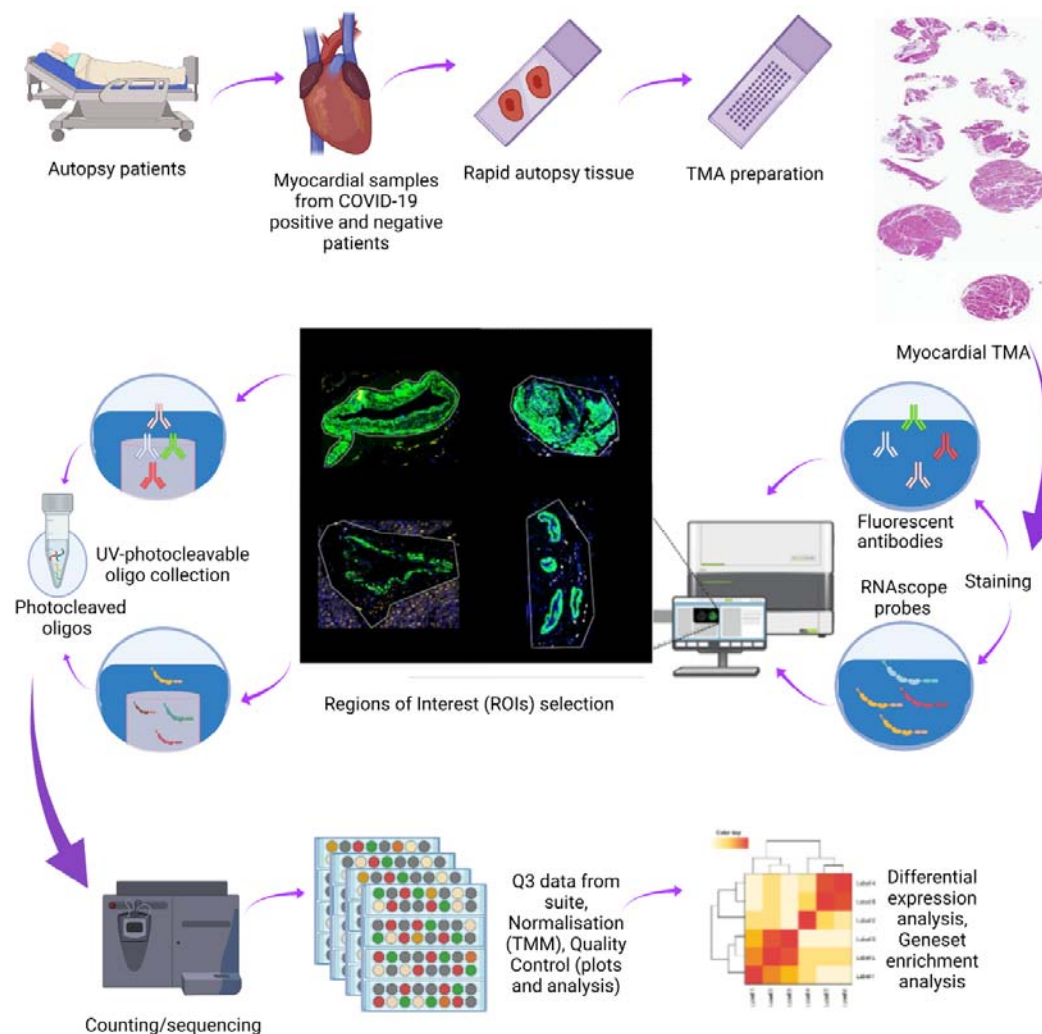 Autopsy patients
Myocardial samples
from COVID-19
positive and negative
patients
Rapid autopsy tissue
TMA preparation
Myocardial TMA
Fluorescent
antibodies
Staining
RNAscope
probes
UV-photocleavable
oligo collection
Photocleaved
oligos
Regions of Interest (ROIs) selection
Counting/sequencing
Q3 data from
suite,
Normalisation
(TMM), Quality
Control (plots
and analysis)
Color key
Differential
expression
analysis,
Geneset
enrichment
analysis